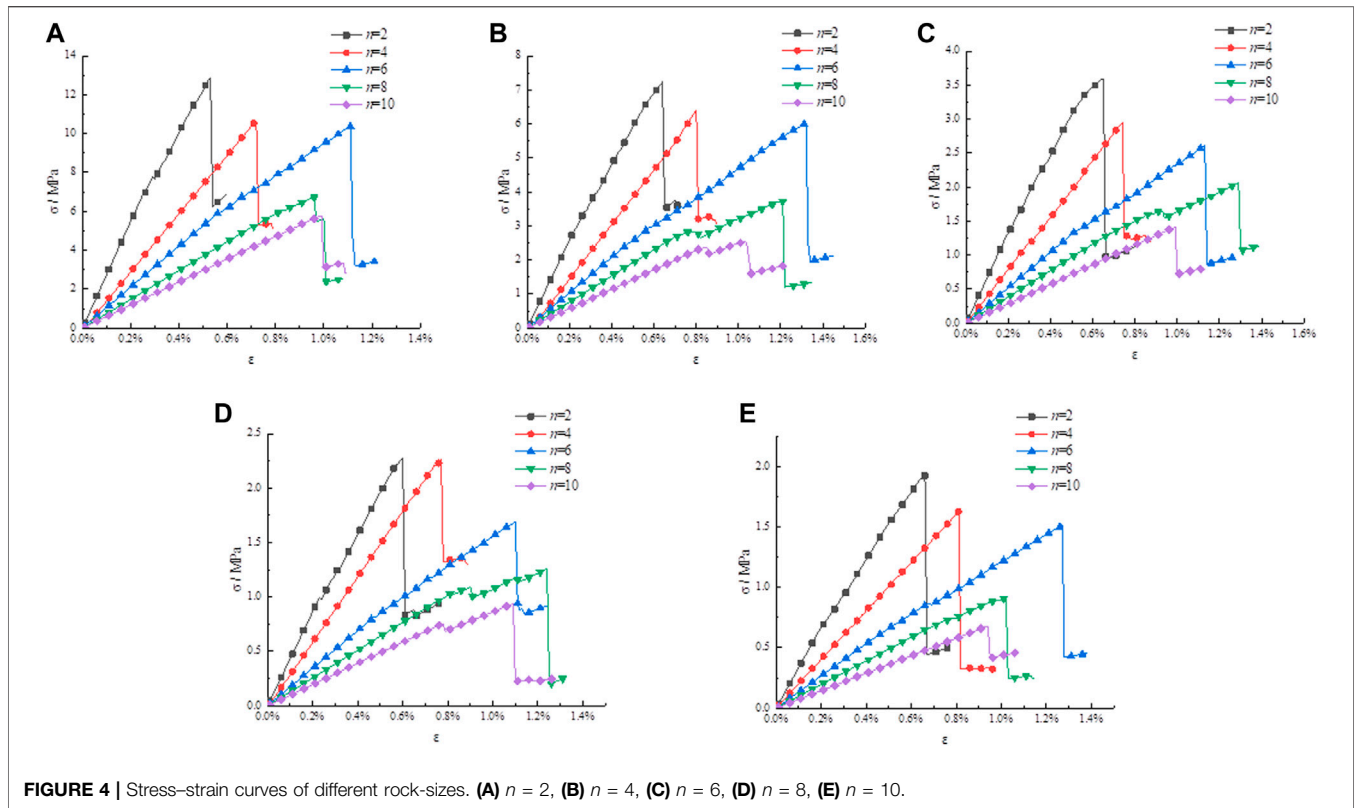 A
n=2
n=4
n=6
n=8
n=10
14
12
10
8
6
4
2
0
σ / MPa
0.0% 0.2% 0.4% 0.6% 0.8% 1.0% 1.2% 1.4%
ε
B
n=2
n=4
n=6
n=8
n=10
8
7
6
5
4
3
2
1
0
σ / MPa
0.0% 0.2% 0.4% 0.6% 0.8% 1.0% 1.2% 1.4% 1.6%
ε
C
n=2
n=4
n=6
n=8
n=10
4.0
3.5
3.0
2.5
2.0
1.5
1.0
0.5
0.0
σ / MPa
0.0% 0.2% 0.4% 0.6% 0.8% 1.0% 1.2% 1.4% 1.6%
ε
D
n=2
n=4
n=6
n=8
n=10
2.5
2.0
1.5
1.0
0.5
0.0
σ / MPa
0.0% 0.2% 0.4% 0.6% 0.8% 1.0% 1.2% 1.4%
ε
E
n=2
n=4
n=6
n=8
n=10
2.0
1.5
1.0
0.5
0.0
σ / MPa
0.0% 0.2% 0.4% 0.6% 0.8% 1.0% 1.2% 1.4%
ε
FIGURE 4 | Stress–strain curves of different rock-sizes. (A) n = 2, (B) n = 4, (C) n = 6, (D) n = 8, (E) n = 10.